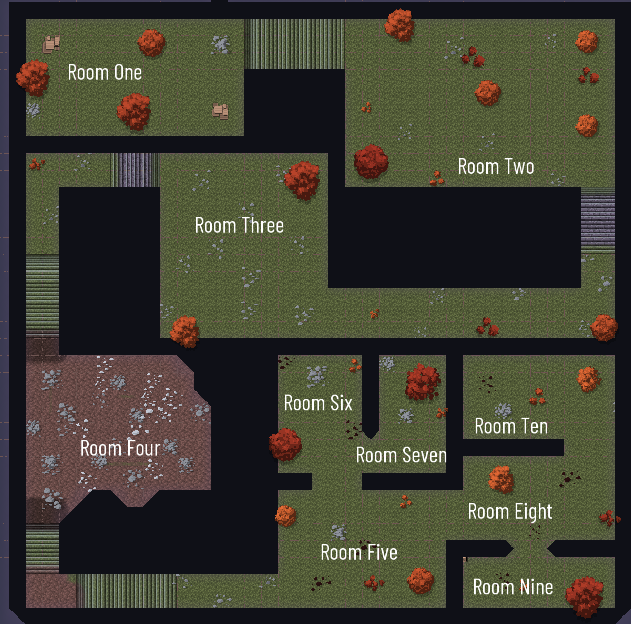 Room One
Room Two
Room Three
Room Four
Room Six
Room Seven
Room Ten
Room Eight
Room Five
Room Nine